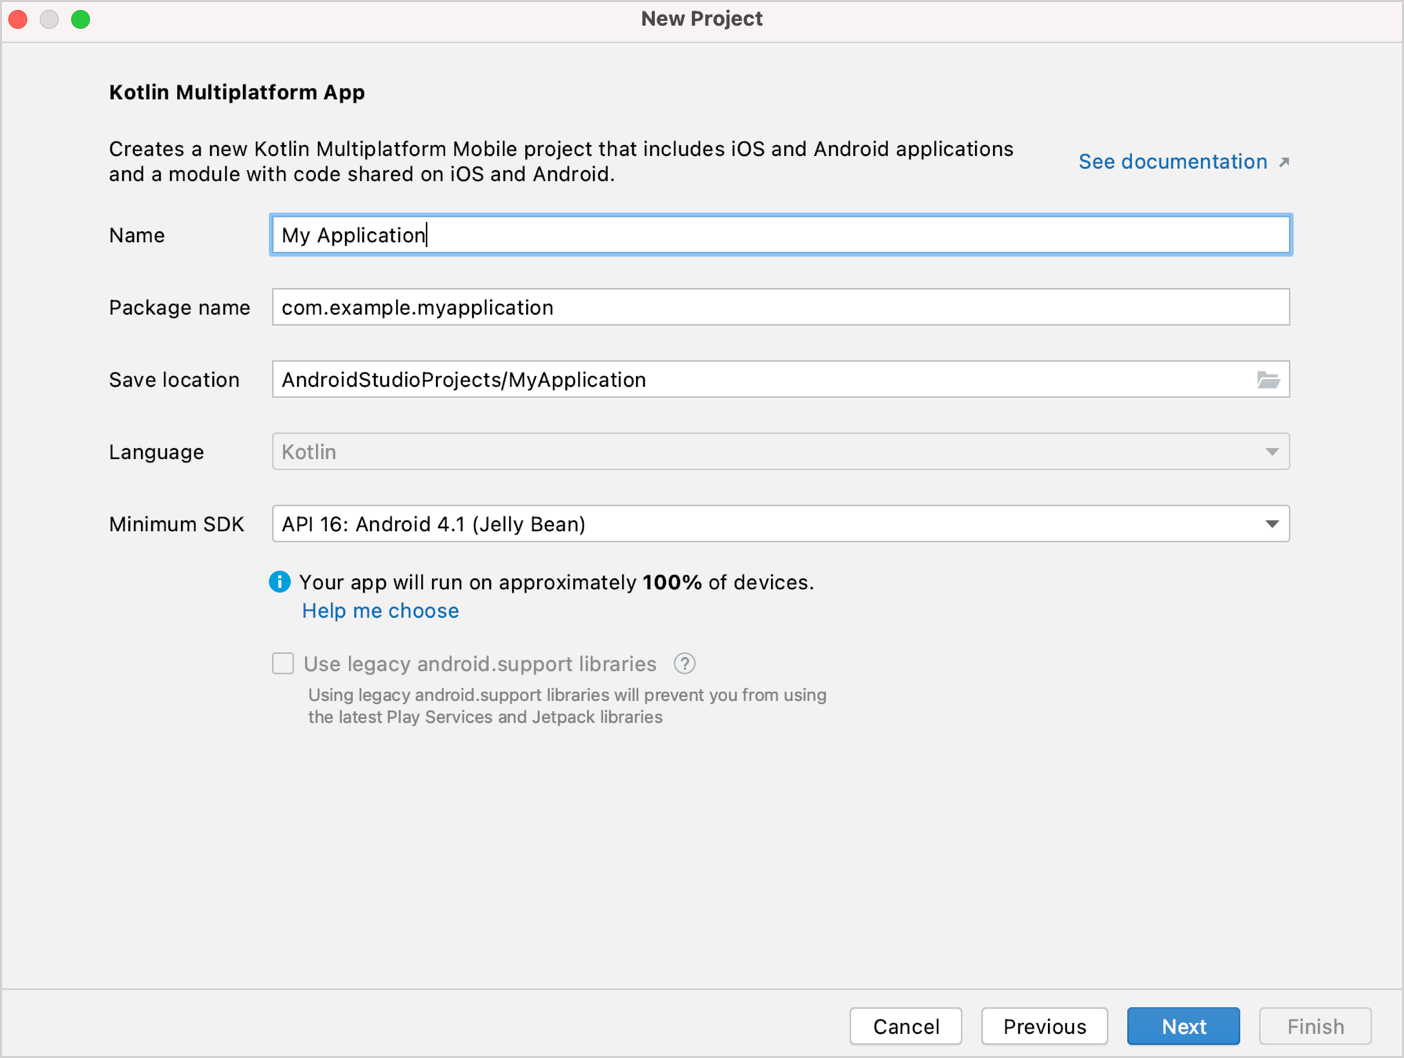 New Project
Kotlin Multiplatform App
Creates a new Kotlin Multiplatform Mobile project that includes iOS and Android applications
and a module with code shared on iOS and Android.
See documentation
Name
My Application
Package name
com.example.myapplication
Save location
AndroidStudioProjects/MyApplication
Language
Kotlin
Minimum SDK
API 16: Android 4.1 (Jelly Bean)
Your app will run on approximately 100% of devices.
Help me choose
Use legacy android.support libraries
Using legacy android.support libraries will prevent you from using
the latest Play Services and Jetpack libraries
Cancel
Previous
Next
Finish